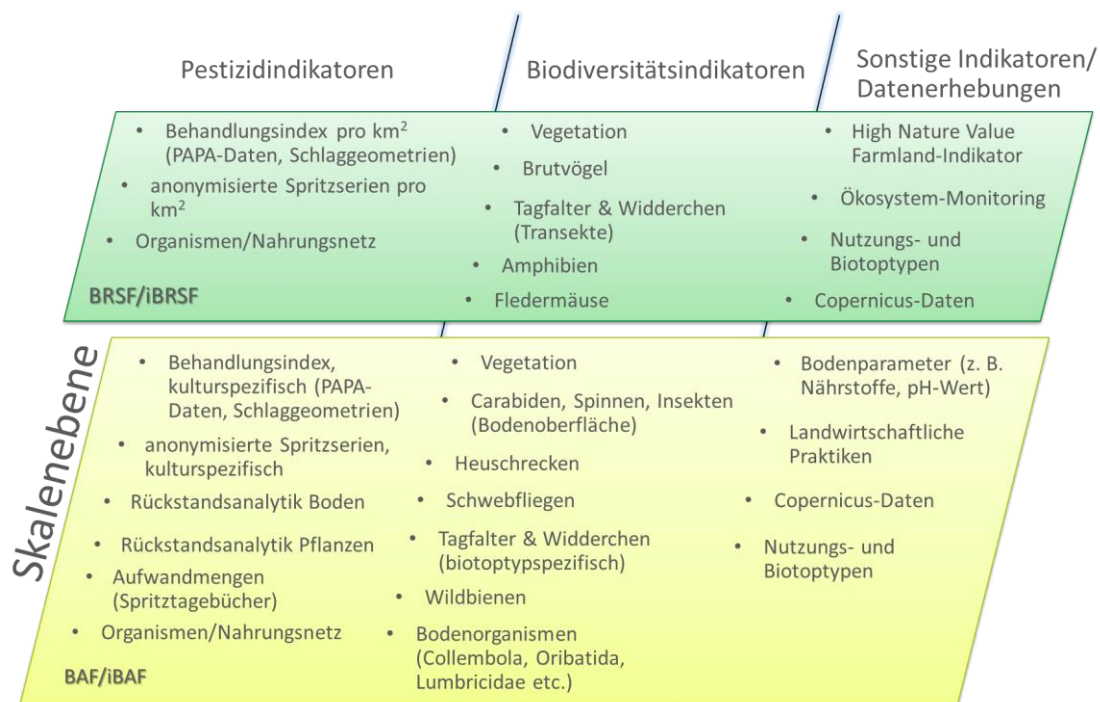 Pestizidindikatoren
Biodiversitätsindikatoren
Sonstige Indikatoren/
Datenerhebungen
• Behandlungsindex pro km²
(PAPA-Daten, Schlaggeometrien)
• anonymisierte Spritzserien pro
km²
• Organismen/Nahrungsnetz
BRSF/iBRSF
• Vegetation
• Brutvögel
• Tagfalter & Widderchen
(Transekte)
• Amphibien
• Fledermäuse
• High Nature Value
Farmland-Indikator
• Ökosystem-Monitoring
• Nutzungs- und
Biotoptypen
• Copernicus-Daten
Skalenebene
• Behandlungsindex,
kulturspezifisch (PAPA-
Daten, Schlaggeometrien)
• anonymisierte Spritzserien,
kulturspezifisch
• Rückstandsanalytik Boden
• Rückstandsanalytik Pflanzen
• Aufwandmengen
(Spritztagebücher)
• Organismen/Nahrungsnetz
BAF/iBAF
• Vegetation
• Carabiden, Spinnen, Insekten
(Bodenoberfläche)
• Heuschrecken
• Schwebfliegen
• Tagfalter & Widderchen
(biotoptypspezifisch)
• Wildbienen
• Bodenorganismen
(Collembola, Oribatida,
Lumbricidae etc.)
• Bodenparameter (z. B.
Nährstoffe, pH-Wert)
• Landwirtschaftliche
Praktiken
• Copernicus-Daten
• Nutzungs- und
Biotoptypen